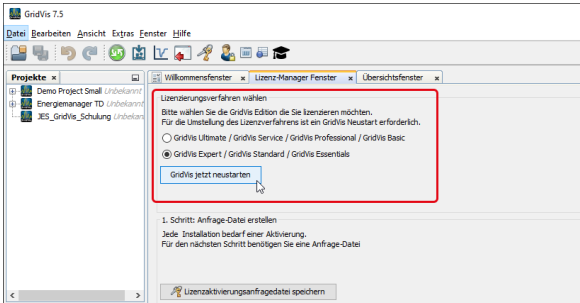 GridVis 7.5
Datei Bearbeiten Ansicht Extras Fenster Hilfe
Projekte
Demo Project Small Unbekannt
Energiemanager TD Unbekannt
JES_GridVis_Schulung Unbekan
Willkommensfenster
Lizenz-Manager Fenster
Übersichtsfenster
Lizenzierungsverfahren wählen
Bitte wählen Sie die GridVis Edition die Sie lizenzieren möchten.
Für die Umstellung des Lizenzverfahrens ist ein GridVis Neustart erforderlich.
GridVis Ultimate / GridVis Service / GridVis Professional / GridVis Basic
GridVis Expert / GridVis Standard / GridVis Essentials
GridVis jetzt neustarten
1. Schritt: Anfrage-Datei erstellen
Jede Installation bedarf einer Aktivierung.
Für den nächsten Schritt benötigen Sie eine Anfrage-Datei
Lizenzaktivierungsanfragedatei speichern